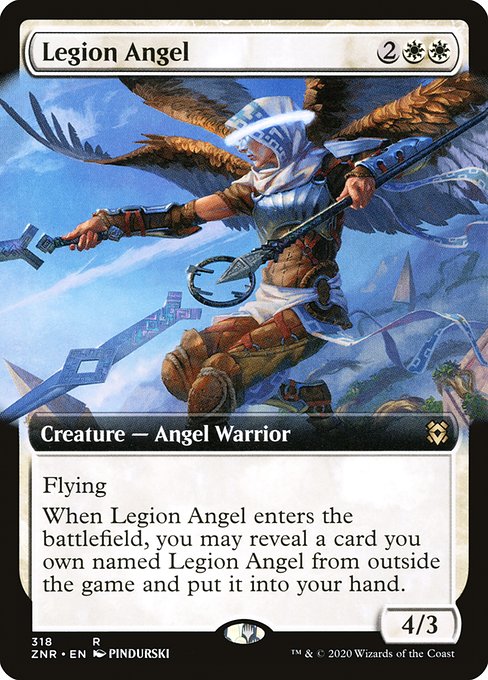 Legion Angel 2
Creature — Angel Warrior
Flying
When Legion Angel enters the
battlefield, you may reveal a card you
own named Legion Angel from outside
the game and put it into your hand.
4/3
318 R
ZNR • EN PINDURSKI ™ & © 2020 Wizards of the Coast